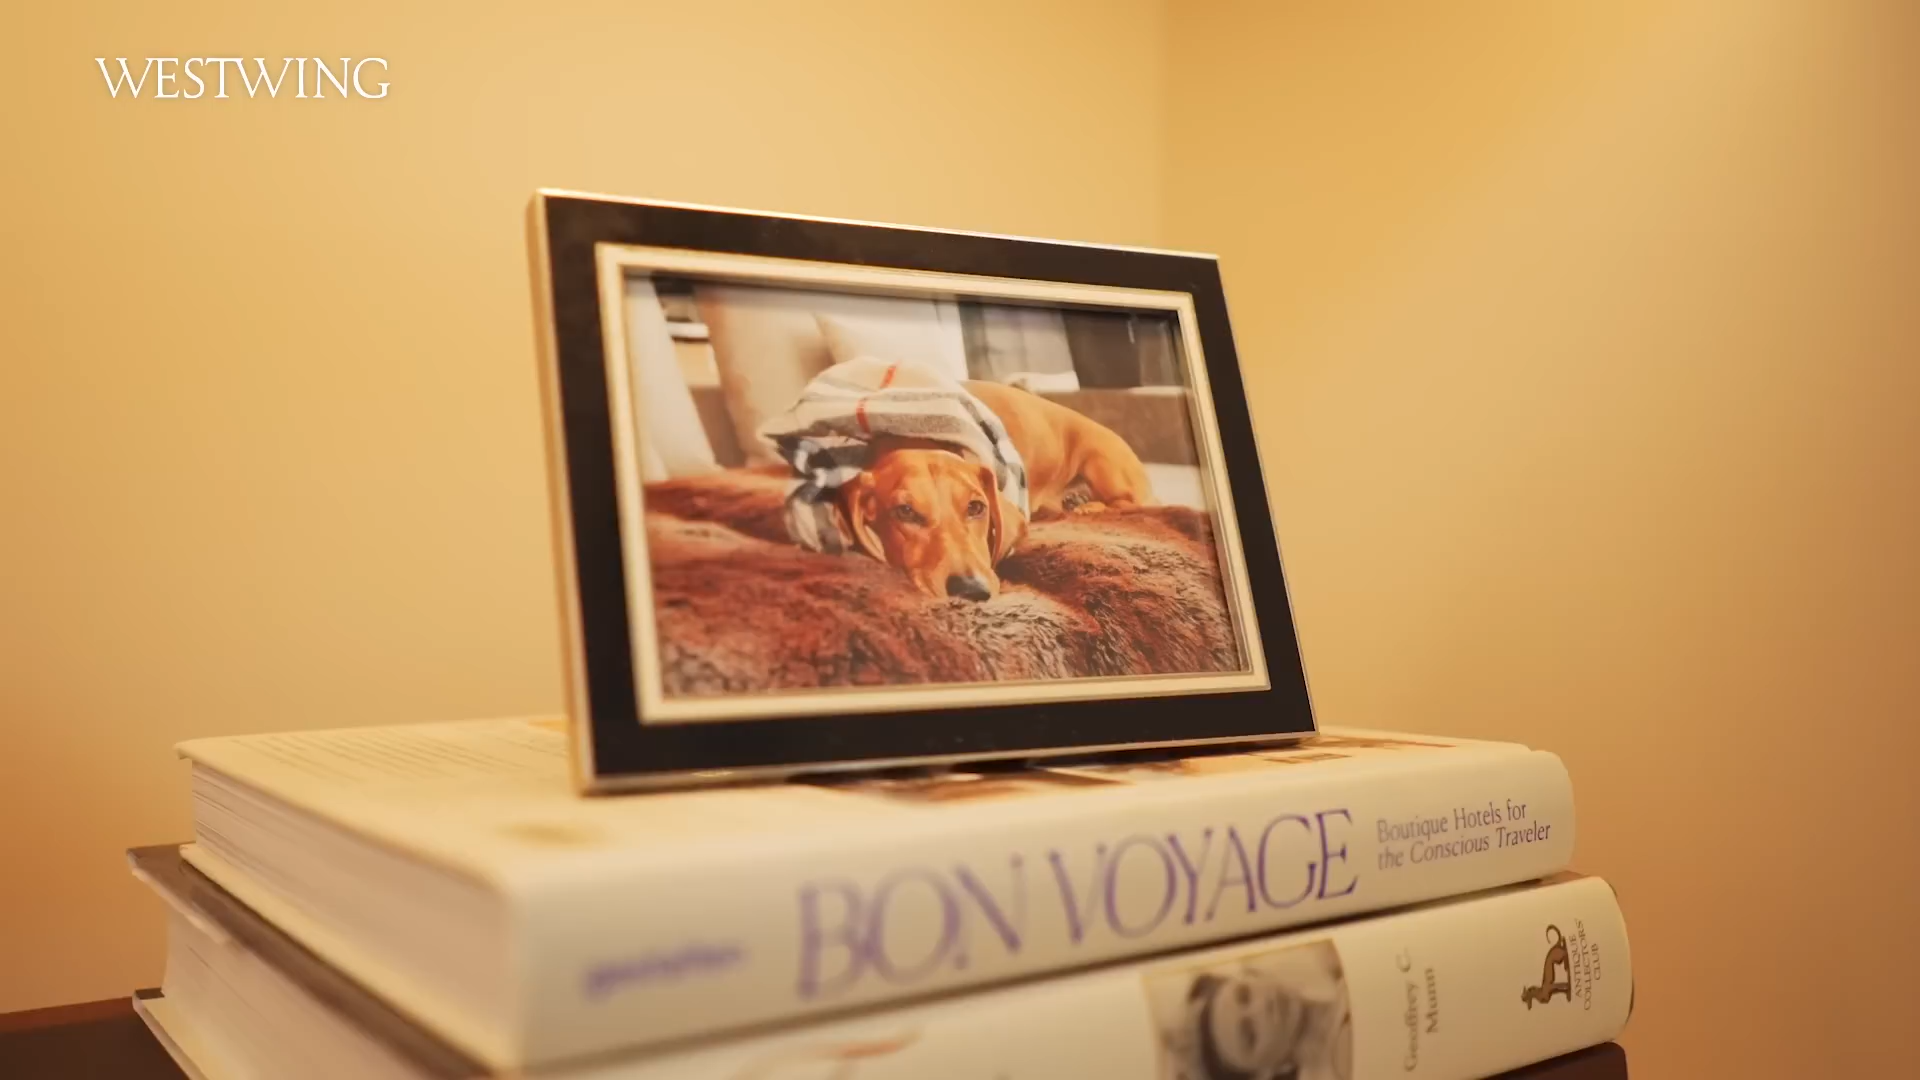 WESTWING
BON VOYAGE
Boutique Hotels for
the Conscious Traveler
Geoffrey C.
Munn
ANTIQUE
COLLECTORS'
CLUB